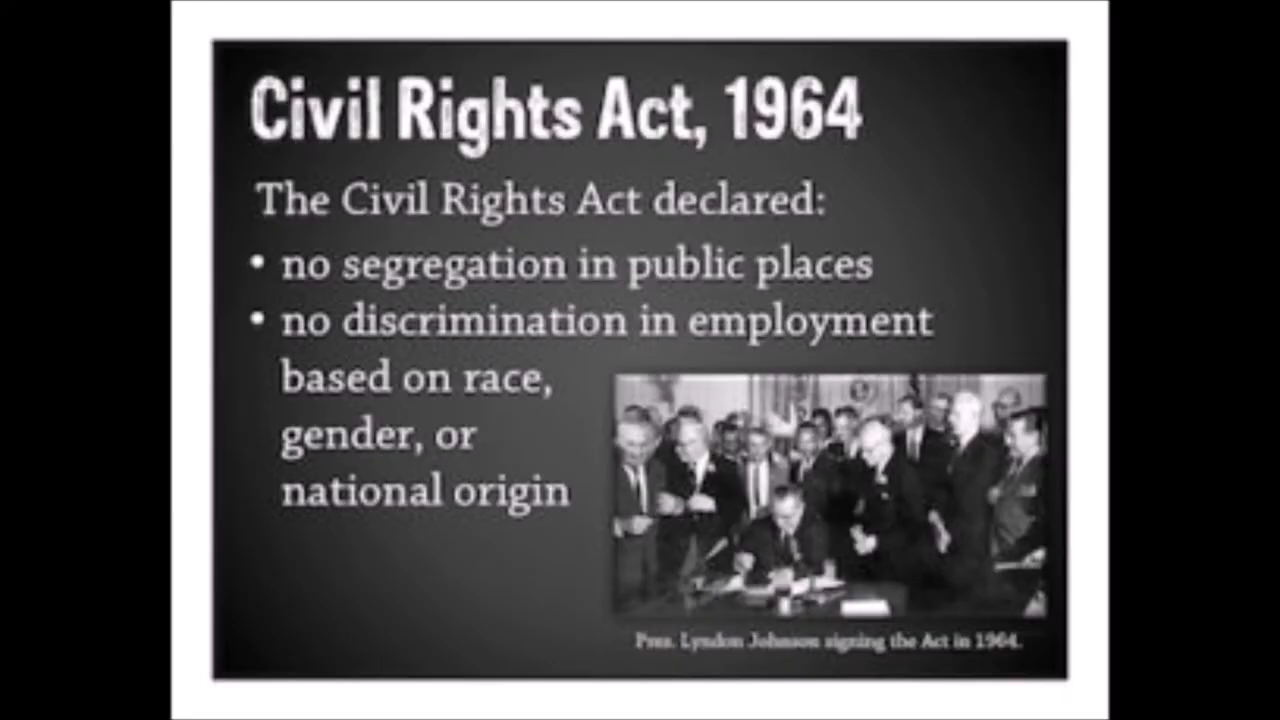 Civil Rights Act, 1964
The Civil Rights Act declared:
• no segregation in public places
• no discrimination in employment
based on race,
gender, or
national origin
Pres. Lyndon Johnson signing the Act in 1964.